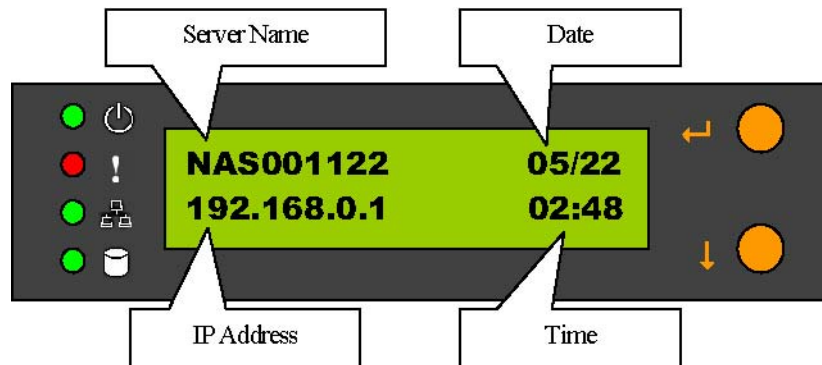 Server Name
Date
!
NAS001122 05/22
192.168.0.1 02:48
IP Address
Time